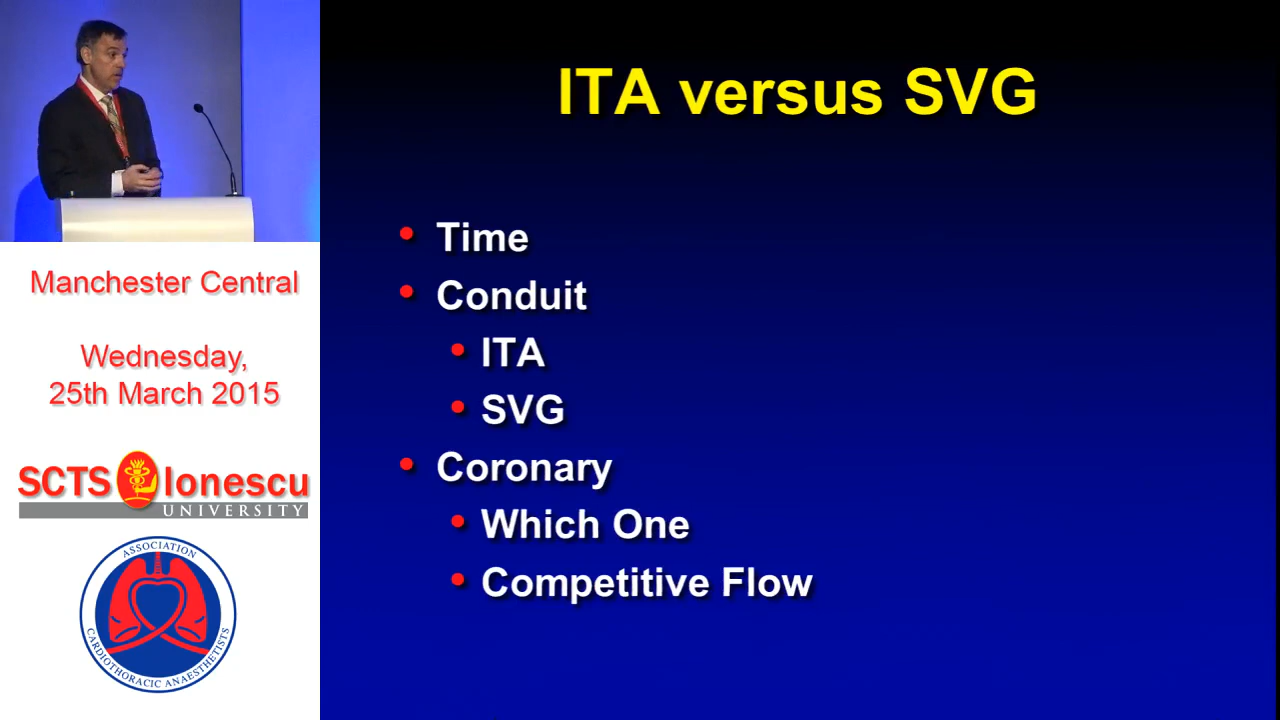 ITA versus SVG
Time
Conduit
ITA
SVG
Coronary
Which One
Competitive Flow
Manchester Central
Wednesday,
25th March 2015
SCTS Ionescu
UNIVERSITY
ASSOCIATION
CARDIOTHORACIC ANAESTHETISTS